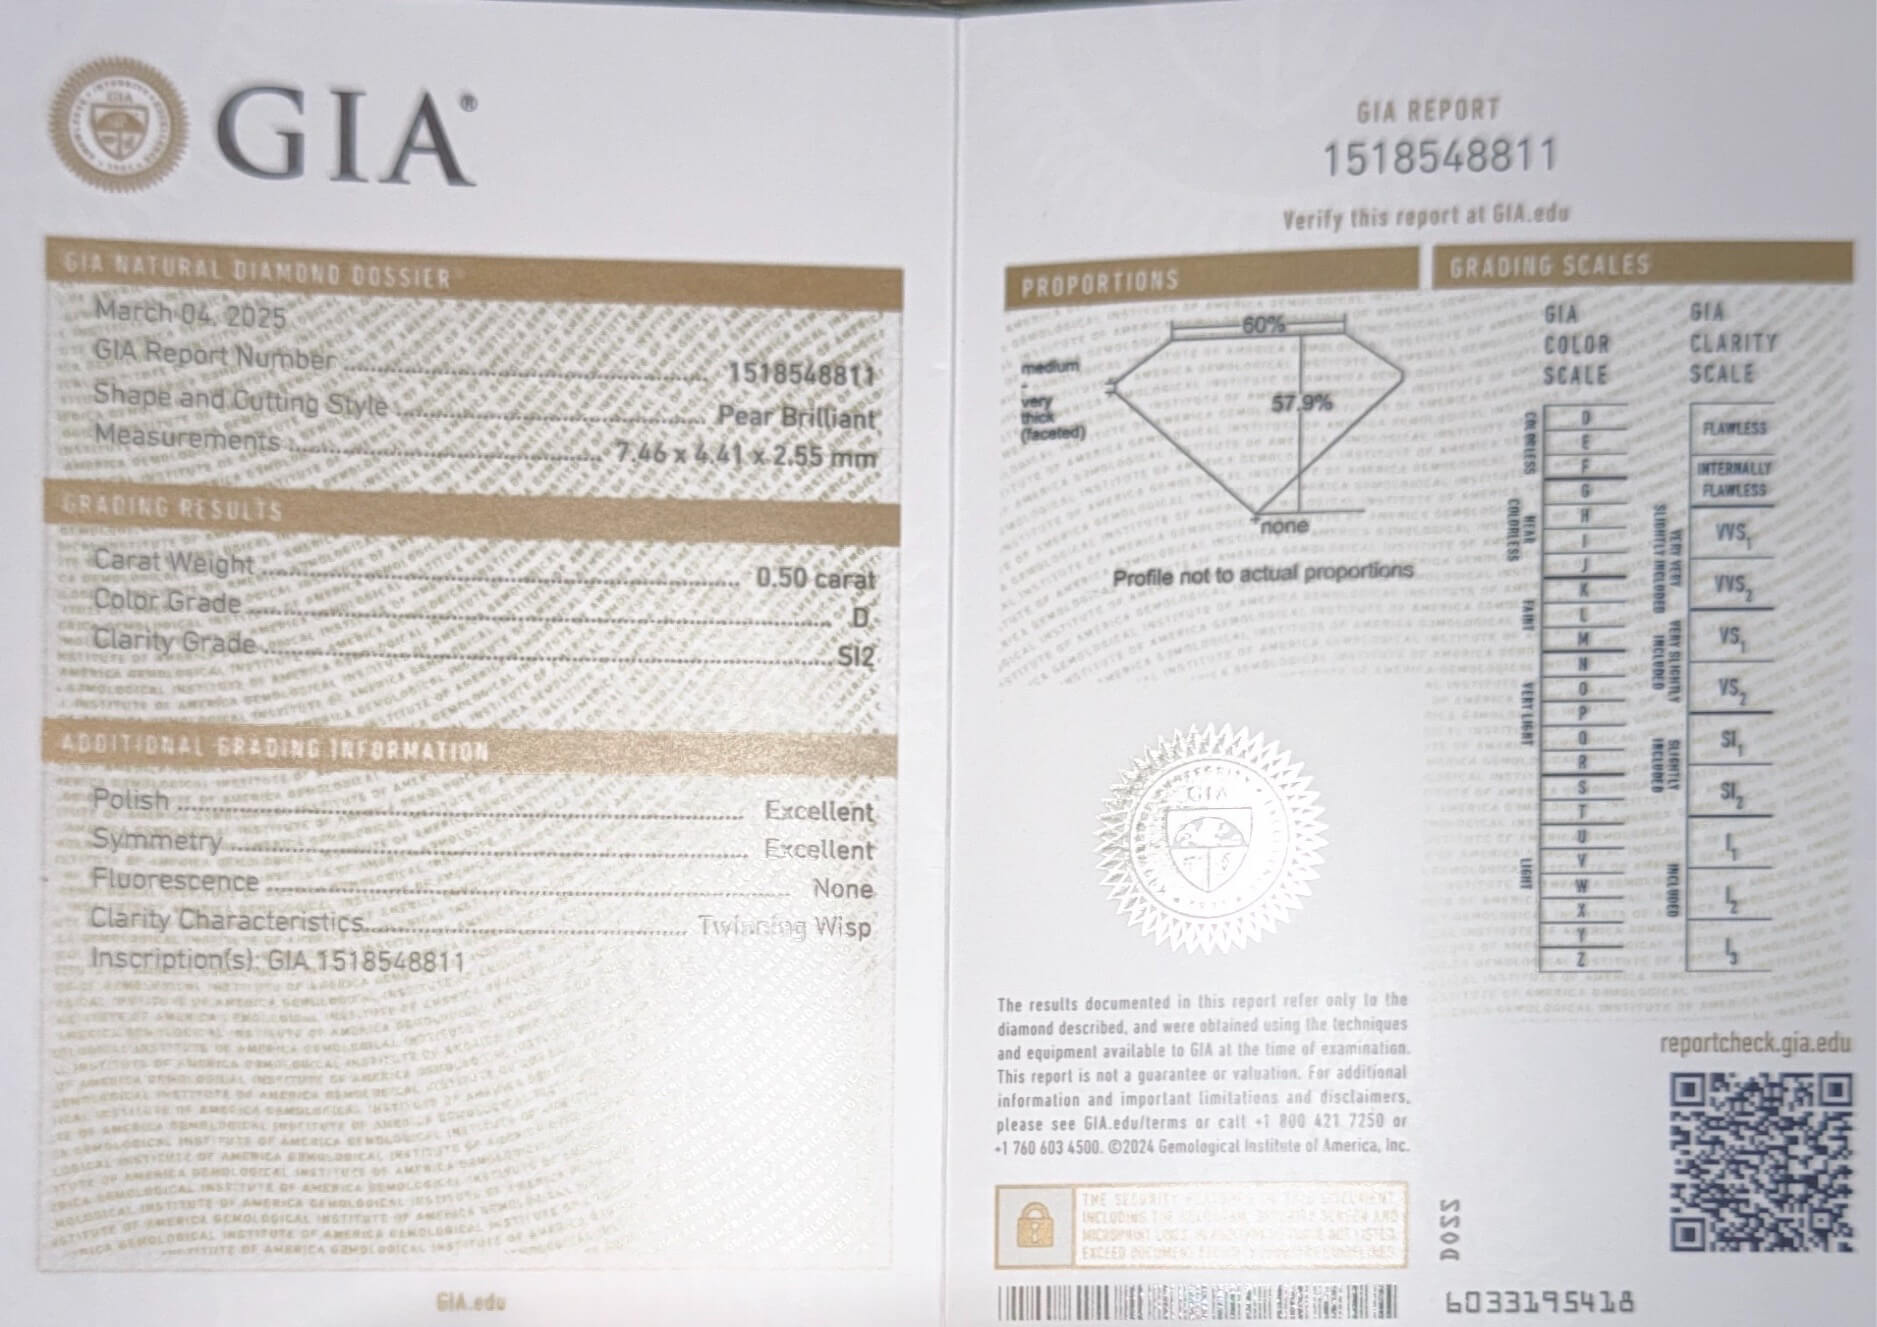 GIA®
GIA NATURAL DIAMOND DOSSIER®
March 04, 2025
GIA Report Number 1518548811
Shape and Cutting Style Pear Brilliant
Measurements 7.46 x 4.41 x 2.55 mm
GRADING RESULTS
Carat Weight 0.50 carat
Color Grade D
Clarity Grade SI2
ADDITIONAL GRADING INFORMATION
Polish Excellent
Symmetry Excellent
Fluorescence None
Clarity Characteristics Twinning Wisp
Inscription(s): GIA 1518548811
GIA.edu
GIA REPORT
1518548811
Verify this report at GIA.edu
PROPORTIONS
60%
medium
-
very
thick
(faceted)
57.9%
none
Profile not to actual proportions
GIA
The results documented in this report refer only to the
diamond described, and were obtained using the techniques
and equipment available to GIA at the time of examination.
This report is not a guarantee or valuation. For additional
information and important limitations and disclaimers,
please see GIA.edu/terms or call +1 800 421 7250 or
+1 760 603 4500. ©2024 Gemological Institute of America, Inc.
THE SECURITY
EXCEED DOCUMENT
GRADING SCALES
GIA
COLOR
SCALE
COLORLESS
D
E
F
NEAR
COLORLESS
G
H
I
J
FAINT
K
L
M
VERY LIGHT
N
O
P
Q
R
LIGHT
S
T
U
V
W
X
Y
Z
GIA
CLARITY
SCALE
FLAWLESS
INTERNALLY
FLAWLESS
VERY VERY
SLIGHTLY INCLUDED
VVS1
VVS2
VERY SLIGHTLY
INCLUDED
VS1
VS2
SLIGHTLY
INCLUDED
SI1
SI2
INCLUDED
I1
I2
I3
reportcheck.gia.edu
DOSS
6033195418